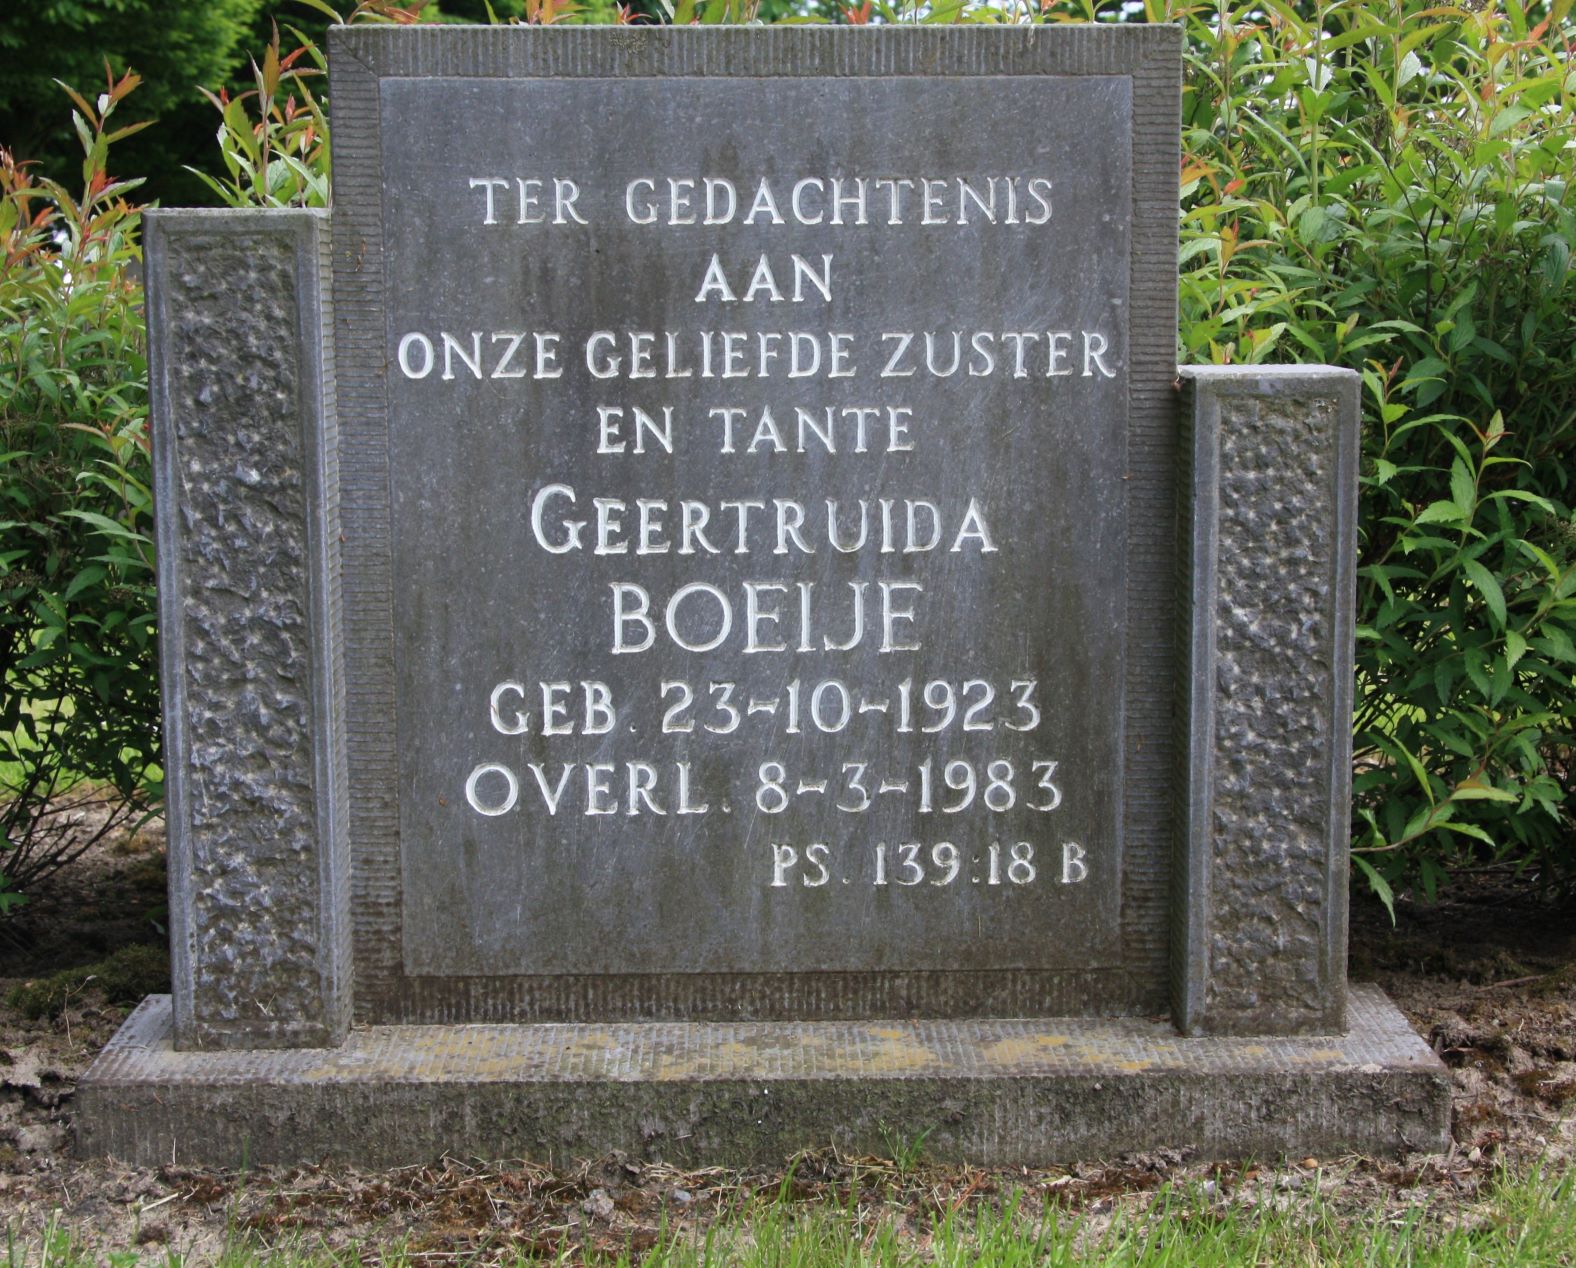 TER GEDACHTENIS
AAN
ONZE GELIEFDE ZUSTER
EN TANTE
GEERTRUIDA
BOEIJE
GEB. 23-10-1923
OVERL. 8-3-1983
PS. 139:18 B